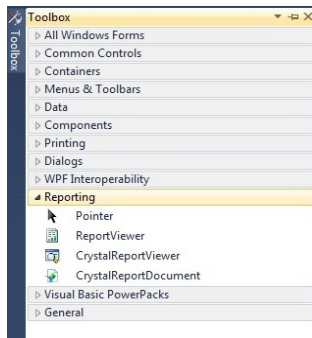 Toolbox
Toolbox
All Windows Forms
Common Controls
Containers
Menus & Toolbars
Data
Components
Printing
Dialogs
WPF Interoperability
Reporting
Pointer
ReportViewer
CrystalReportViewer
CrystalReportDocument
Visual Basic PowerPacks
General